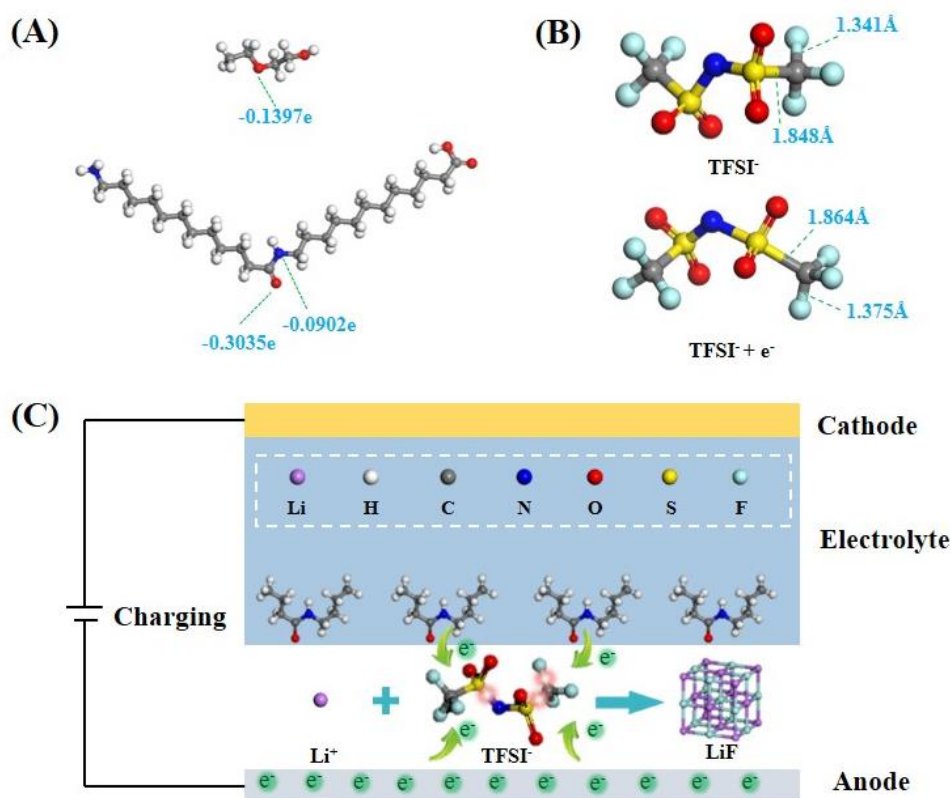 (A)
-0.1397e
-0.3035e
-0.0902e
(B)
1.341Å
1.848Å
TFSI⁻
1.864Å
1.375Å
TFSI⁻ + e⁻
(C)
Cathode
Li H C N O S F
Electrolyte
Charging
e⁻ e⁻
e⁻ e⁻
Li⁺ TFSI⁻ LiF
Anode
e⁻ e⁻ e⁻ e⁻ e⁻ e⁻ e⁻ e⁻ e⁻ e⁻